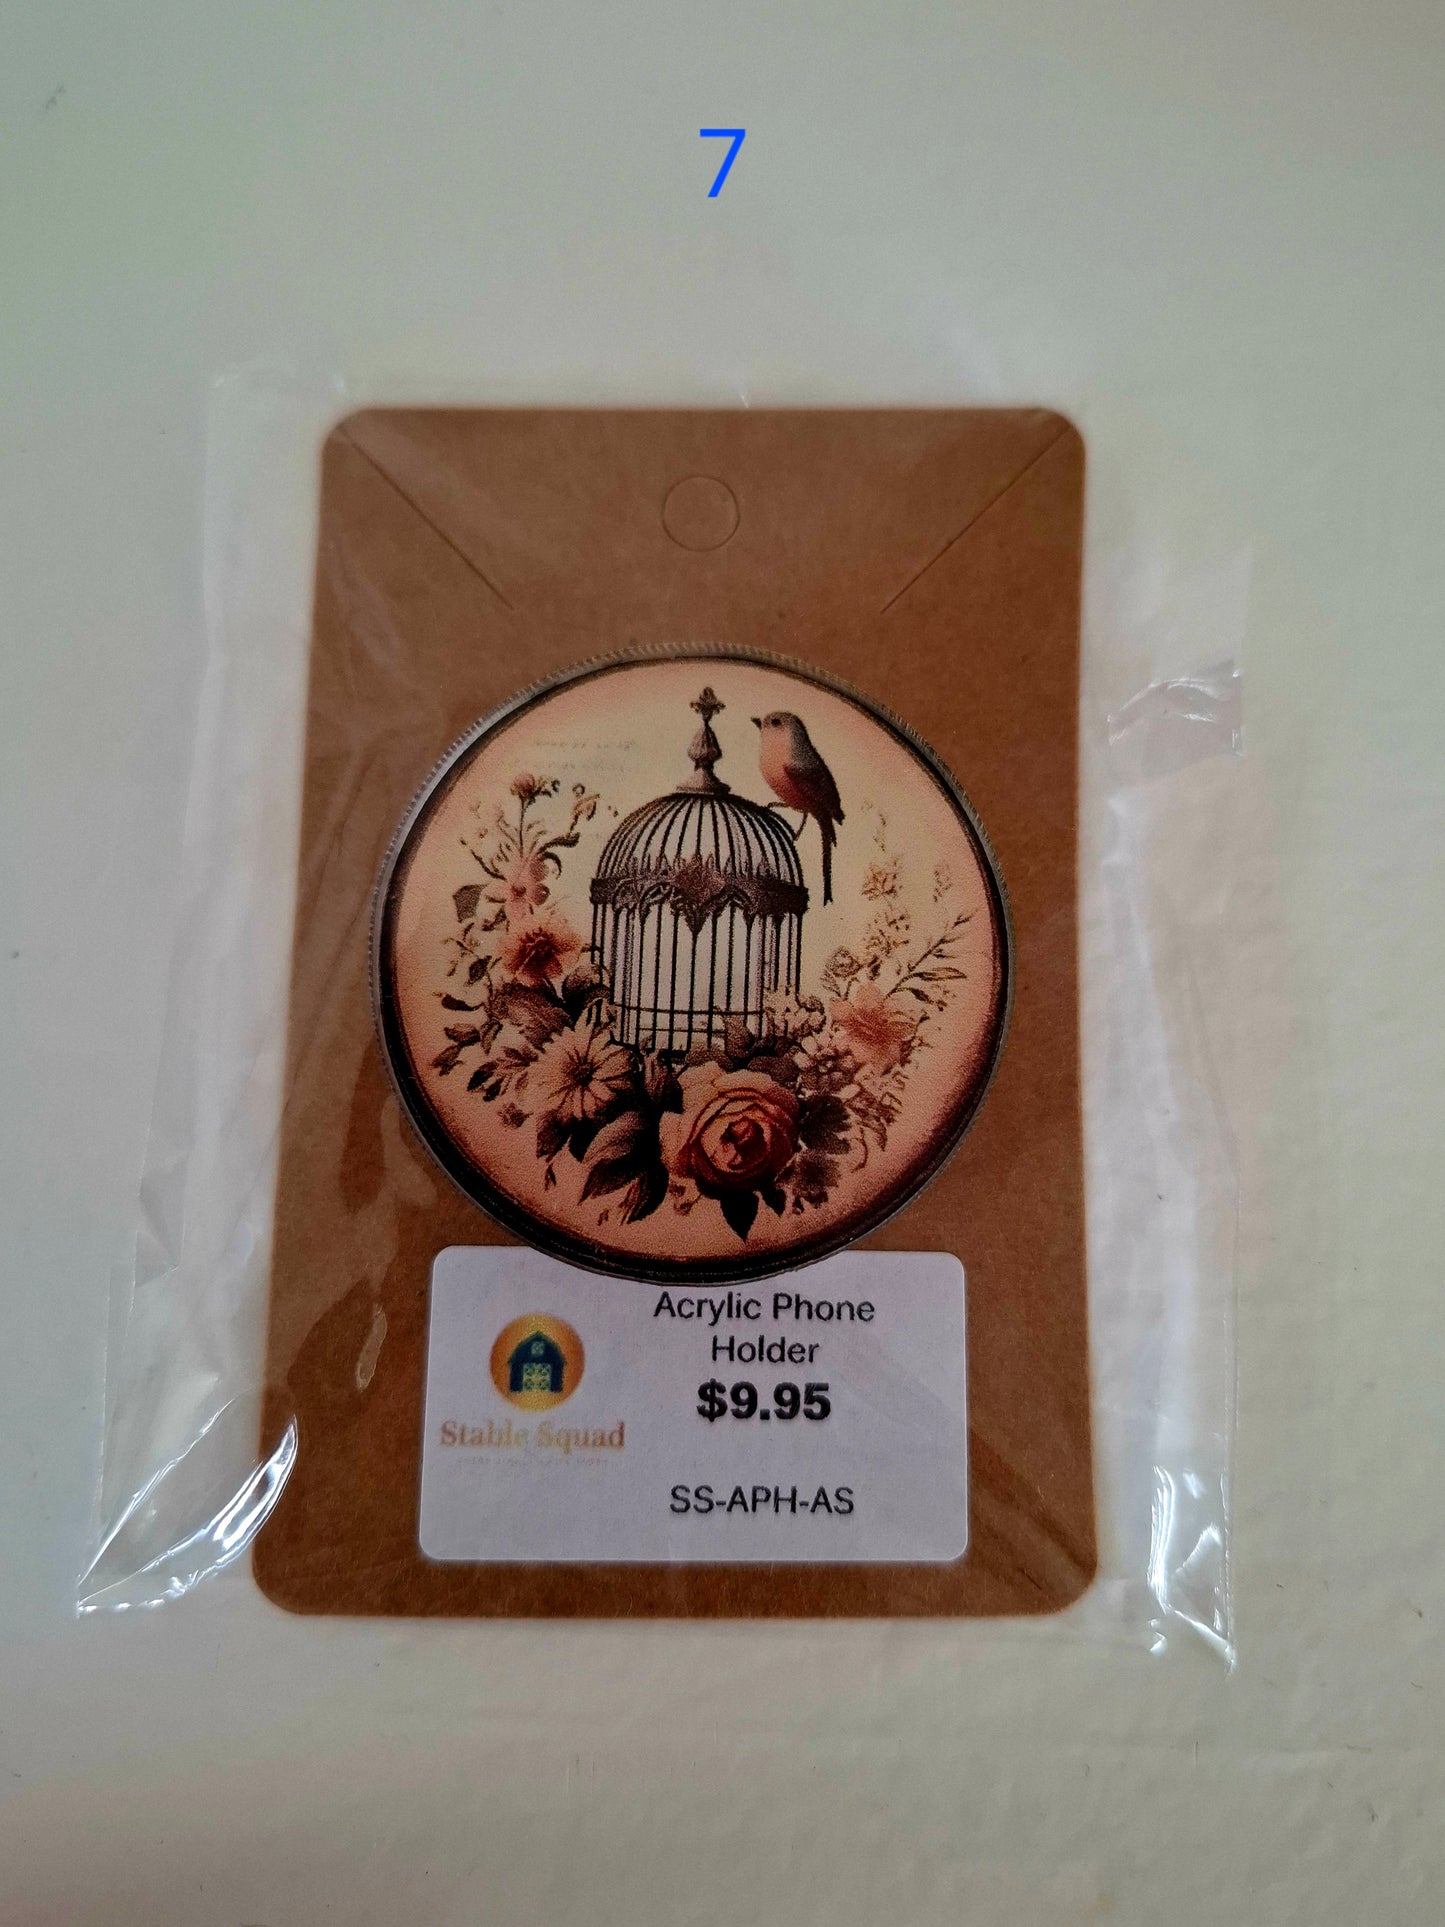 7
Acrylic Phone
Holder
$9.95
Stable Squad
SS-APH-AS